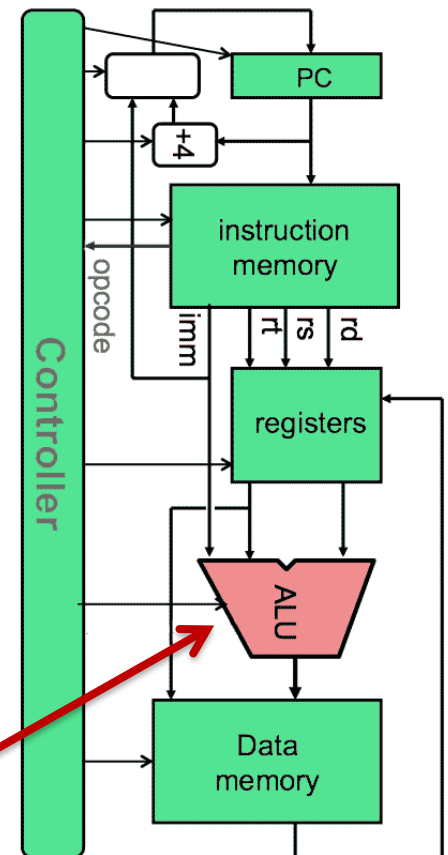 PC
+4
instruction
memory
opcode
imm
rt
rs
rd
Controller
registers
ALU
Data
memory